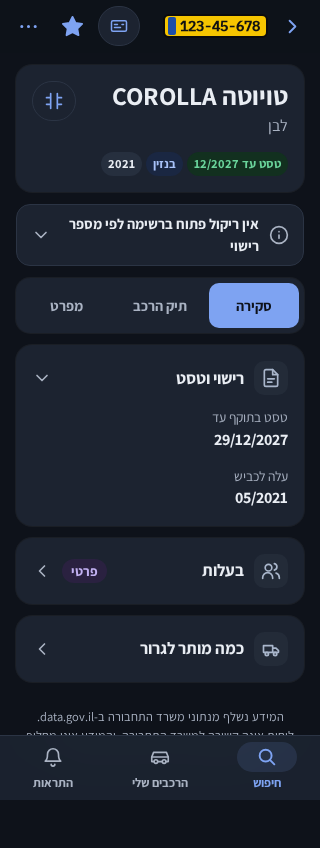 123-45-678
טויוטה COROLLA
לבן
טסט עד 12/2027
בנזין
2021
אין ריקול פתוח ברשימה לפי מספר
רישוי
סקירה
תיק הרכב
מפרט
רישוי וטסט
טסט בתוקף עד
29/12/2027
עלה לכביש
05/2021
בעלות
פרטי
כמה מותר לגרור
המידע נשלף מנתוני משרד התחבורה ב-data.gov.il.
חיפוש
הרכבים שלי
התראות